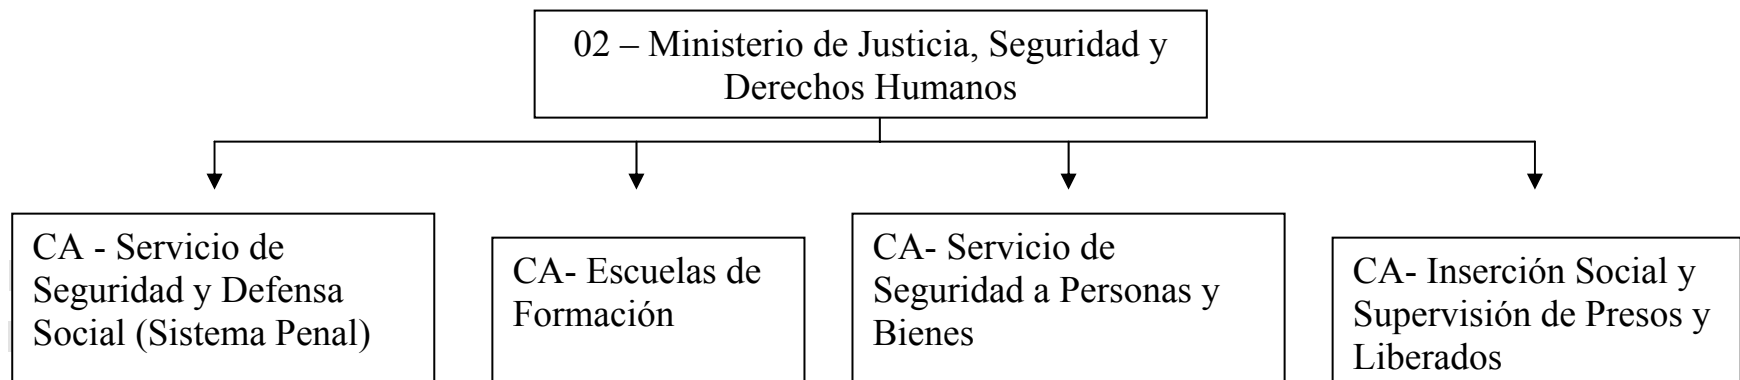 02 – Ministerio de Justicia, Seguridad y
Derechos Humanos
CA - Servicio de
Seguridad y Defensa
Social (Sistema Penal)
CA- Escuelas de
Formación
CA- Servicio de
Seguridad a Personas y
Bienes
CA- Inserción Social y
Supervisión de Presos y
Liberados